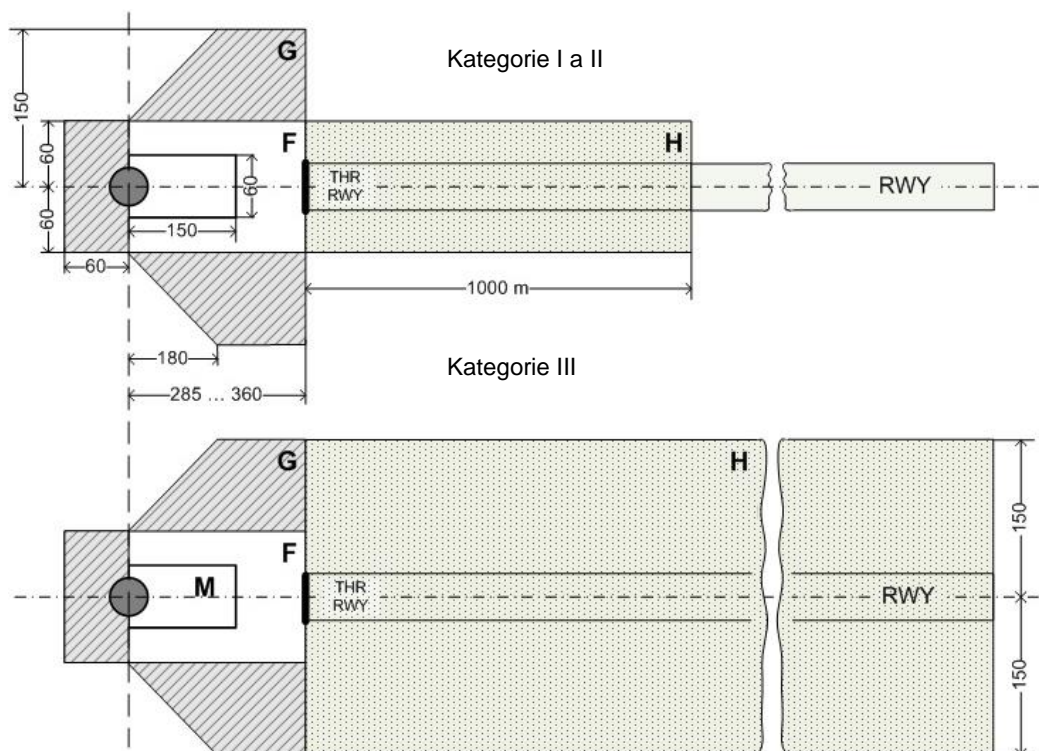 150
60
60
60
G
Kategorie I a II
F
H
THR
RWY
60
150
RWY
1000 m
180
285 ... 360
Kategorie III
G
H
F
M
THR
RWY
RWY
150
150